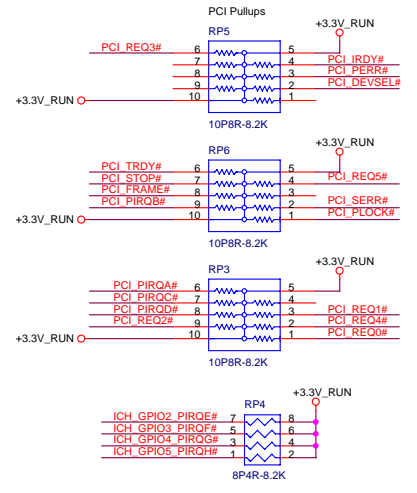 PCI Pullups
RP5 +3.3V_RUN
PCI_REQ3# 6 5
7 4 PCI_IRDY#
8 3 PCI_PERR#
9 2 PCI_DEVSEL#
+3.3V_RUN 10 1
10P8R-8.2K
RP6 +3.3V_RUN
PCI_TRDY# 6 5
PCI_STOP# 7 4 PCI_REQ5#
PCI_FRAME# 8 3
PCI_PIRQB# 9 2 PCI_SERR#
+3.3V_RUN 10 1 PCI_PLOCK#
10P8R-8.2K
RP3 +3.3V_RUN
PCI_PIRQA# 6 5
PCI_PIRQC# 7 4
PCI_PIRQD# 8 3 PCI_REQ1#
PCI_REQ2# 9 2 PCI_REQ4#
+3.3V_RUN 10 1 PCI_REQ0#
10P8R-8.2K
+3.3V_RUN
RP4
ICH_GPIO2_PIRQE# 7 8
ICH_GPIO3_PIRQF# 5 6
ICH_GPIO4_PIRQG# 3 4
ICH_GPIO5_PIRQH# 1 2
8P4R-8.2K